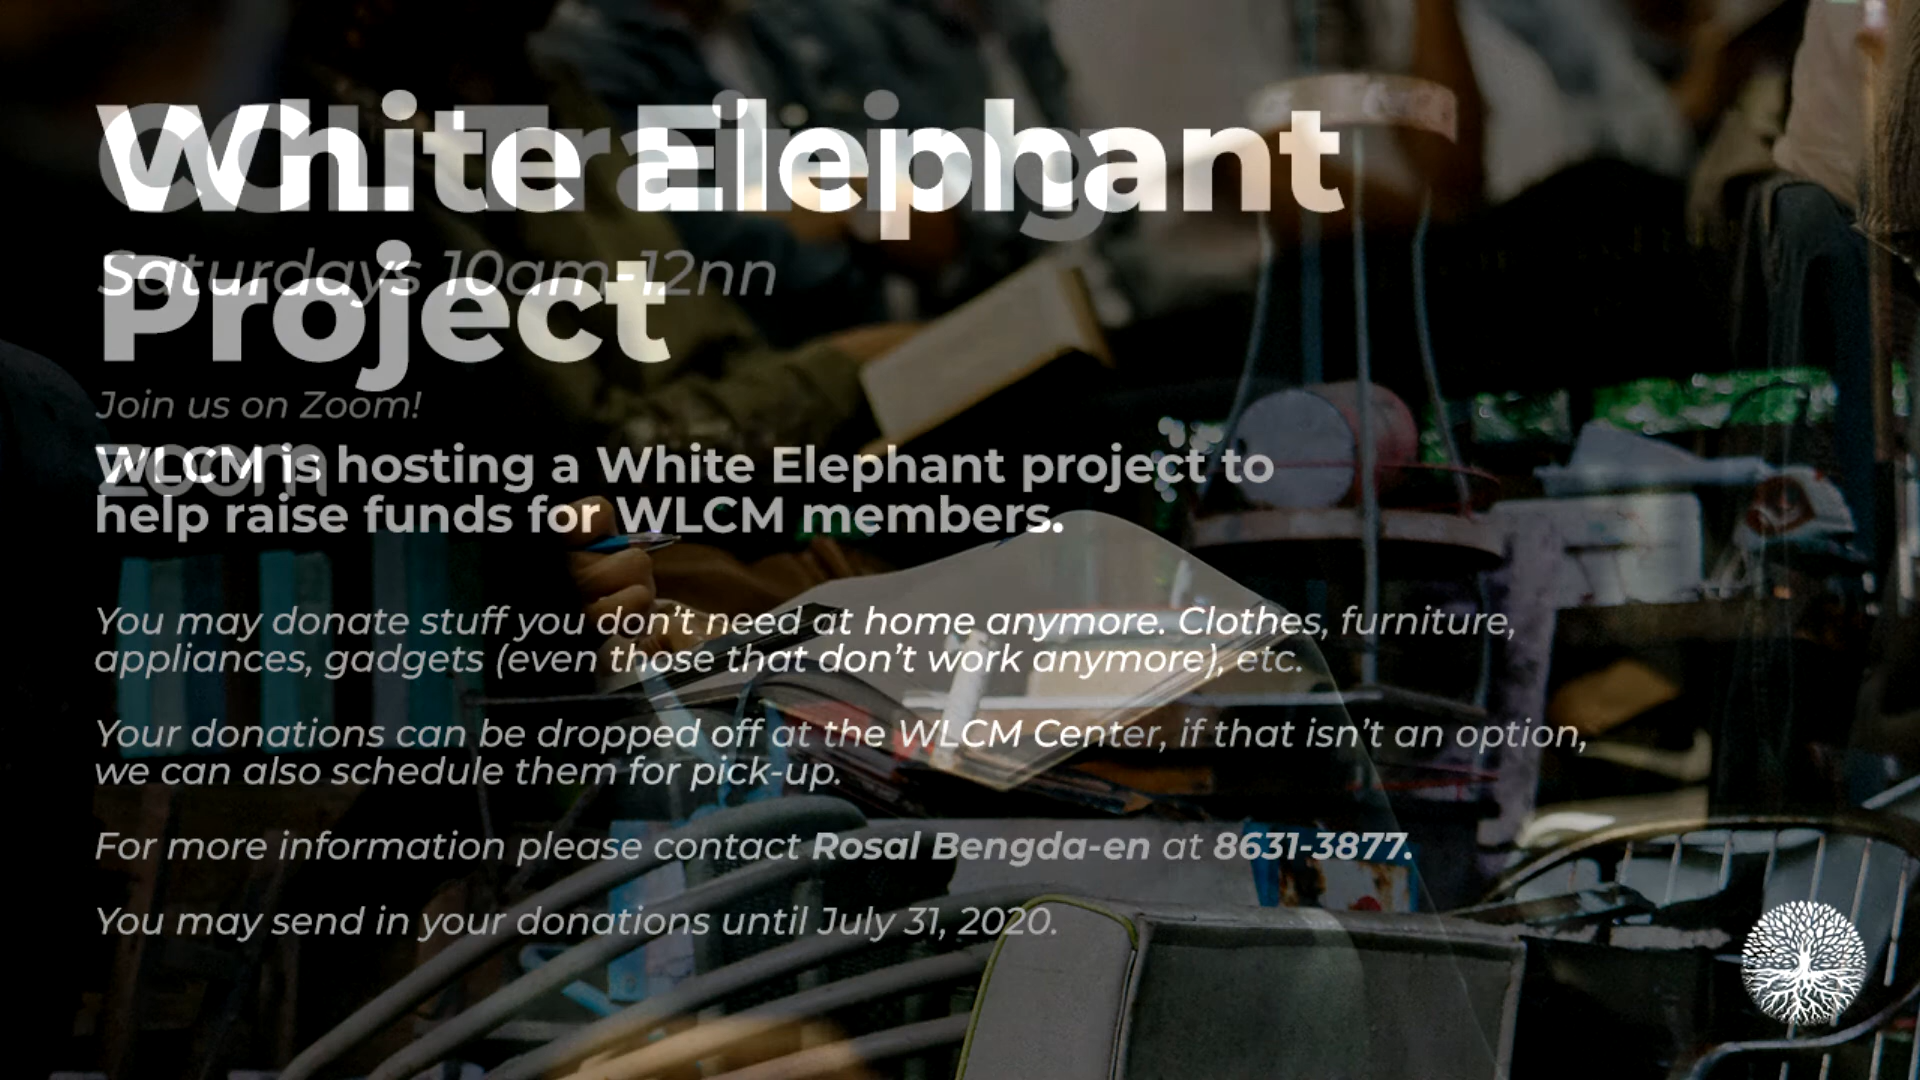 White Elephant
Training
Saturdays 10am-12nn
Project
Join us on Zoom!
zoom
WLCM is hosting a White Elephant project to
help raise funds for WLCM members.
You may donate stuff you don't need at home anymore. Clothes, furniture,
appliances, gadgets (even those that don't work anymore), etc.
Your donations can be dropped off at the WLCM Center, if that isn't an option,
we can also schedule them for pick-up.
For more information please contact Rosal Bengda-en at 8631-3877.
You may send in your donations until July 31, 2020.